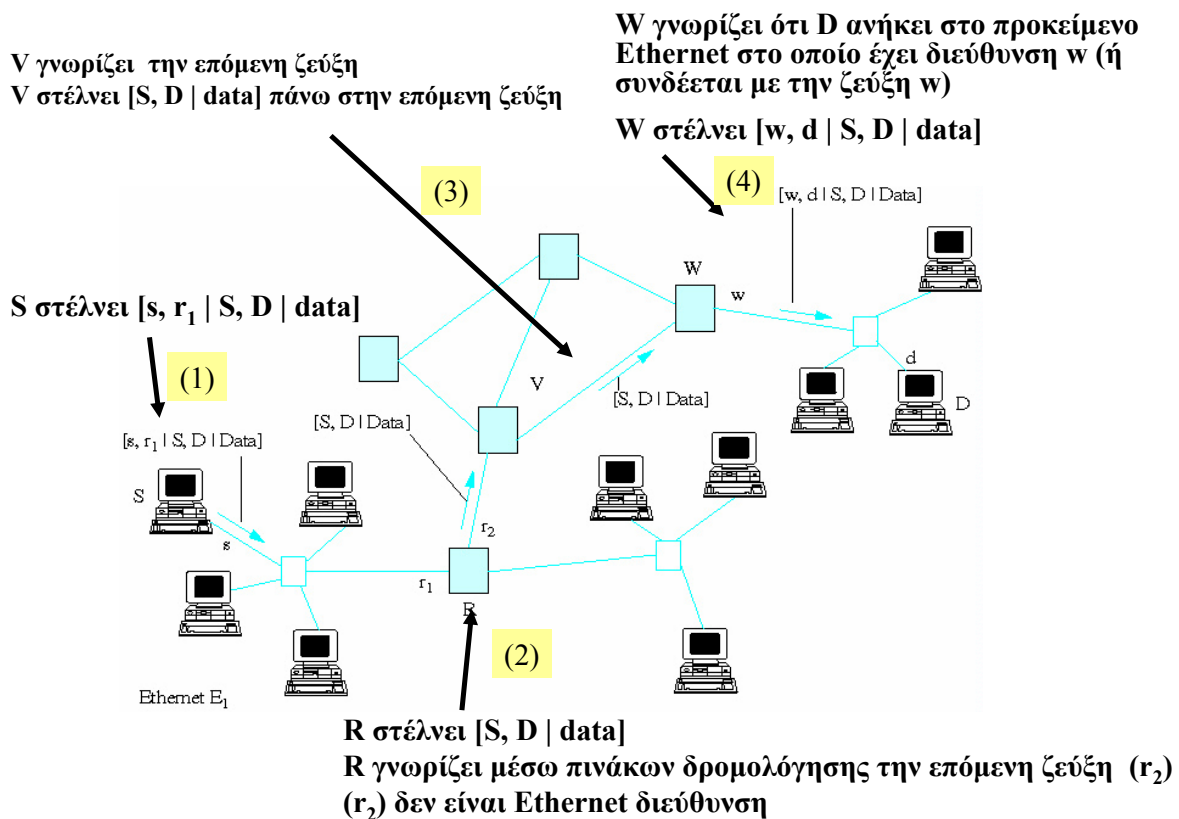 W γνωρίζει ότι D ανήκει στο προκείμενο
Ethernet στο οποίο έχει διεύθυνση w (ή
συνδέεται με την ζεύξη w)
W στέλνει [w, d | S, D | data]
V γνωρίζει την επόμενη ζεύξη
V στέλνει [S, D | data] πάνω στην επόμενη ζεύξη
(3)
(4)
[w, d | S, D | Data]
W
w
S στέλνει [s, r₁ | S, D | data]
(1)
V
d
D
[S, D | Data]
[S, D | Data]
[s, r₁ | S, D | Data]
S
s
r₂
r₁
R
(2)
Ethernet E₁
R στέλνει [S, D | data]
R γνωρίζει μέσω πινάκων δρομολόγησης την επόμενη ζεύξη (r₂)
(r₂) δεν είναι Ethernet διεύθυνση